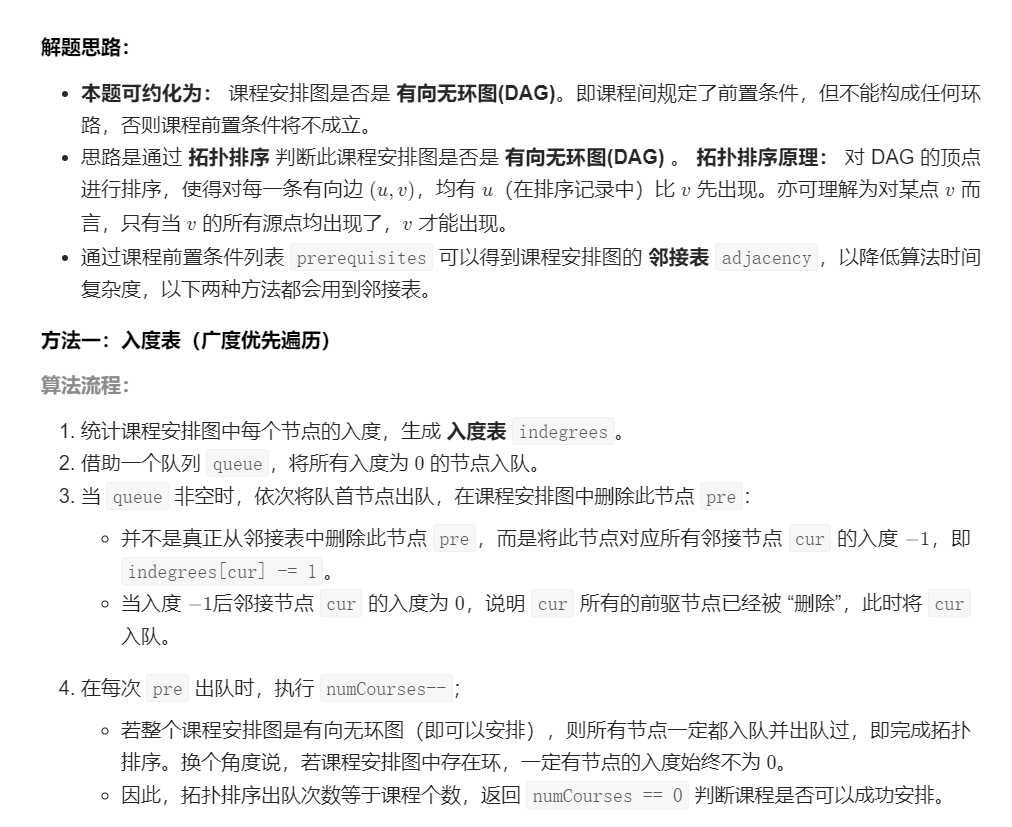 解题思路：
• 本题可约化为： 课程安排图是否是 有向无环图(DAG)。即课程间规定了前置条件，但不能构成任何环
路，否则课程前置条件将不成立。
• 思路是通过 拓扑排序 判断此课程安排图是否是 有向无环图(DAG) 。 拓扑排序原理： 对 DAG 的顶点
进行排序，使得对每一条有向边 (u, v)，均有 u（在排序记录中）比 v 先出现。亦可理解为对某点 v 而
言，只有当 v 的所有源点均出现了，v 才能出现。
• 通过课程前置条件列表 prerequisites 可以得到课程安排图的 邻接表 adjacency，以降低算法时间
复杂度，以下两种方法都会用到邻接表。
方法一：入度表（广度优先遍历）
算法流程：
1. 统计课程安排图中每个节点的入度，生成 入度表 indegrees。
2. 借助一个队列 queue，将所有入度为 0 的节点入队。
3. 当 queue 非空时，依次将队首节点出队，在课程安排图中删除此节点 pre：
◦ 并不是真正从邻接表中删除此节点 pre，而是将此节点对应所有邻接节点 cur 的入度 −1，即
indegrees[cur] -= 1。
◦ 当入度 −1后邻接节点 cur 的入度为 0，说明 cur 所有的前驱节点已经被 “删除”，此时将 cur
入队。
4. 在每次 pre 出队时，执行 numCourses--；
◦ 若整个课程安排图是有向无环图（即可以安排），则所有节点一定都入队并出队过，即完成拓扑
排序。换个角度说，若课程安排图中存在环，一定有节点的入度始终不为 0。
◦ 因此，拓扑排序出队次数等于课程个数，返回 numCourses == 0 判断课程是否可以成功安排。